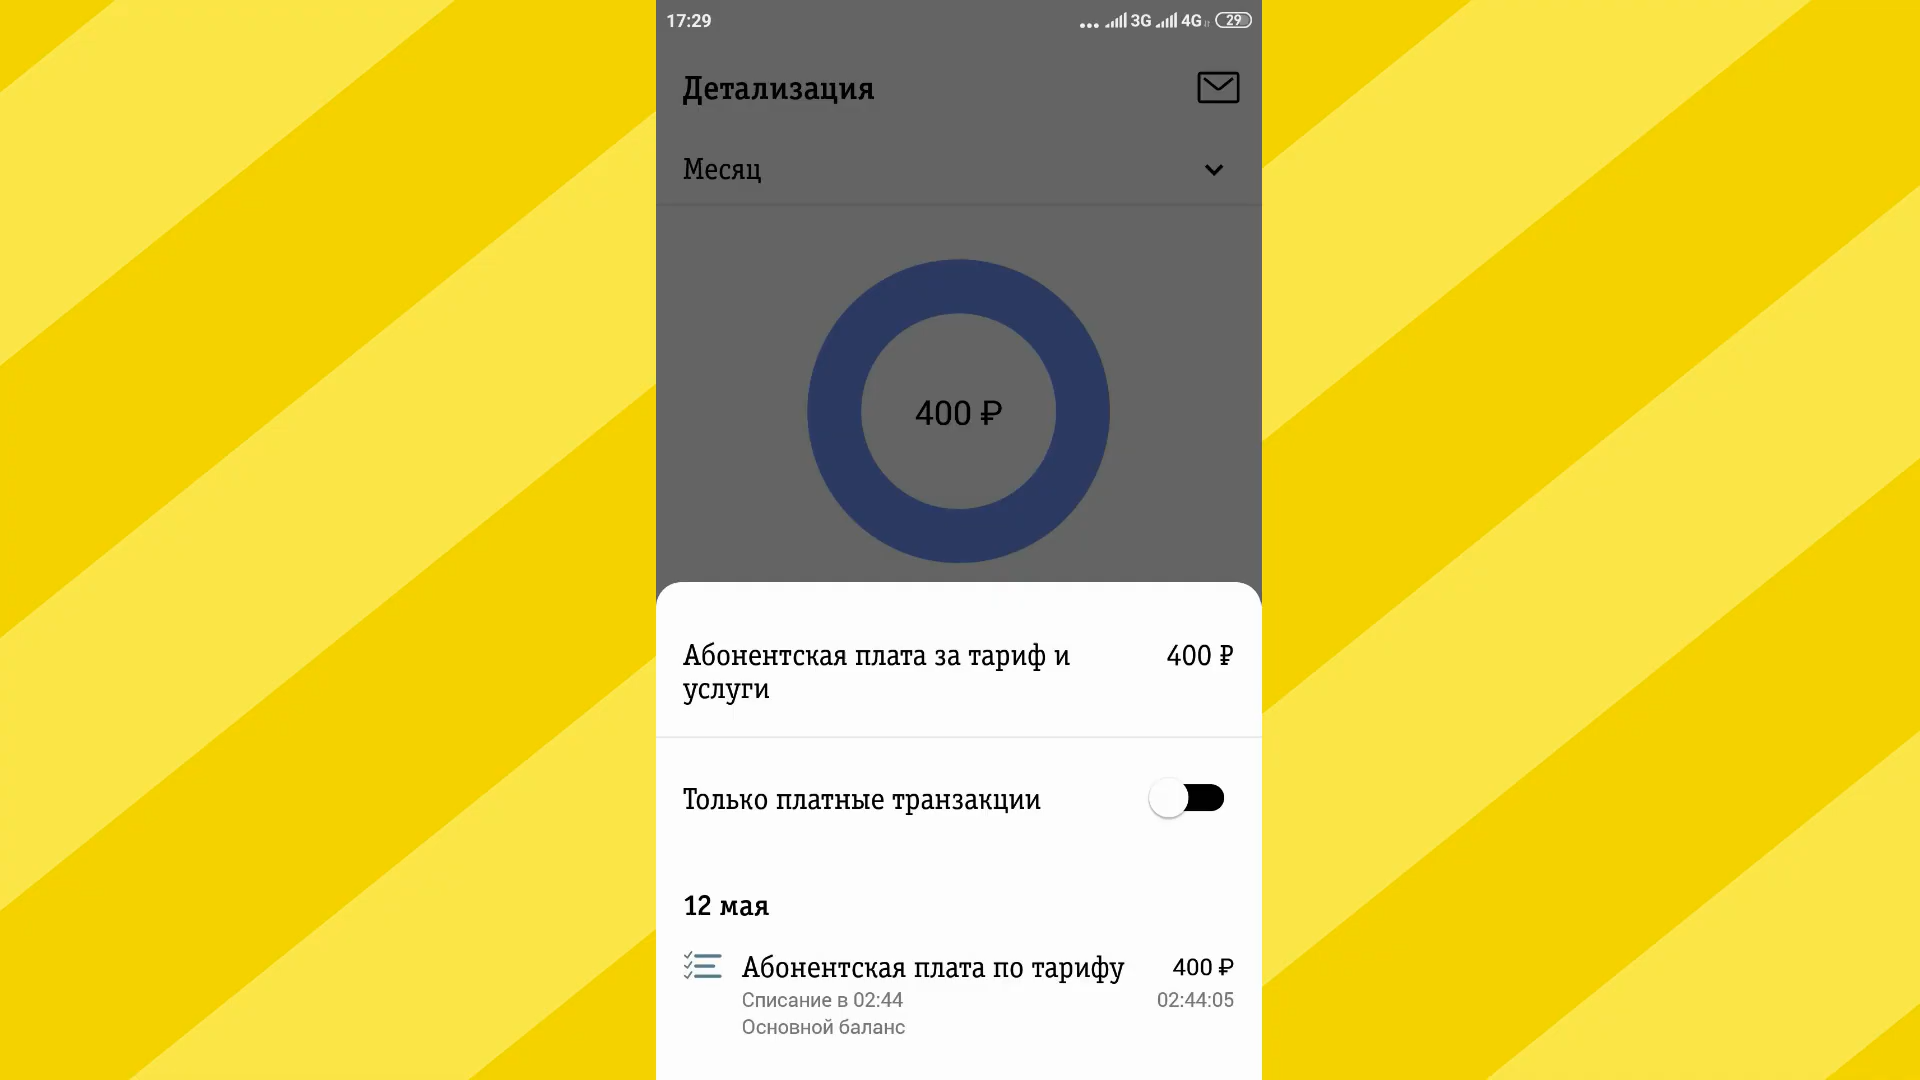 17:29
3G 4G 29
Детализация
Месяц
400 ₽
Абонентская плата за тариф и 400 ₽
услуги
Только платные транзакции
12 мая
Абонентская плата по тарифу 400 ₽
Списание в 02:44 02:44:05
Основной баланс